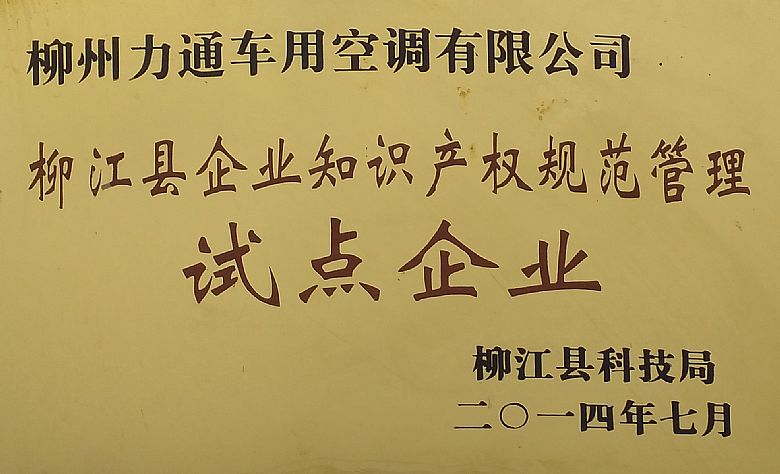 柳州力通车用空调有限公司
柳江县企业知识产权规范管理
试点企业
柳江县科技局
二〇一四年七月